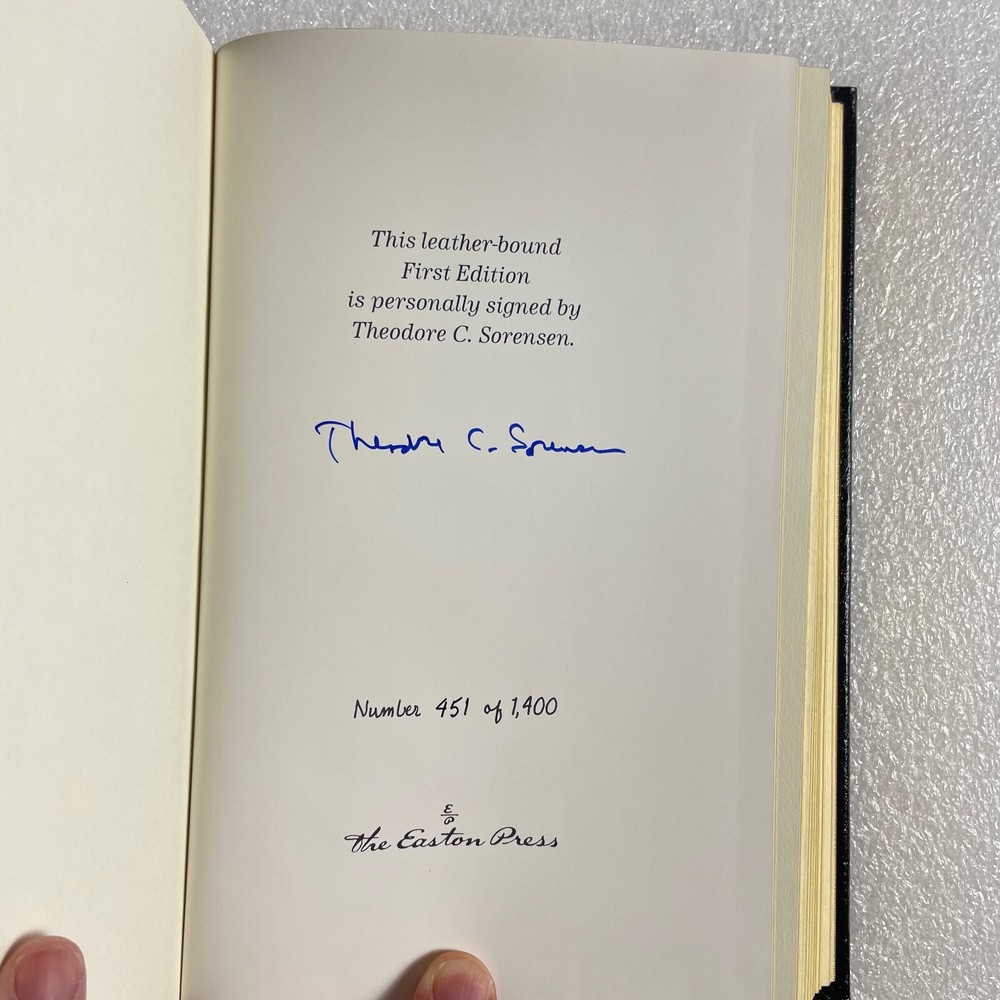 This leather-bound
First Edition
is personally signed by
Theodore C. Sorensen.
Theodore C. Sorensen
Number 451 of 1,400
E
P
the Easton Press